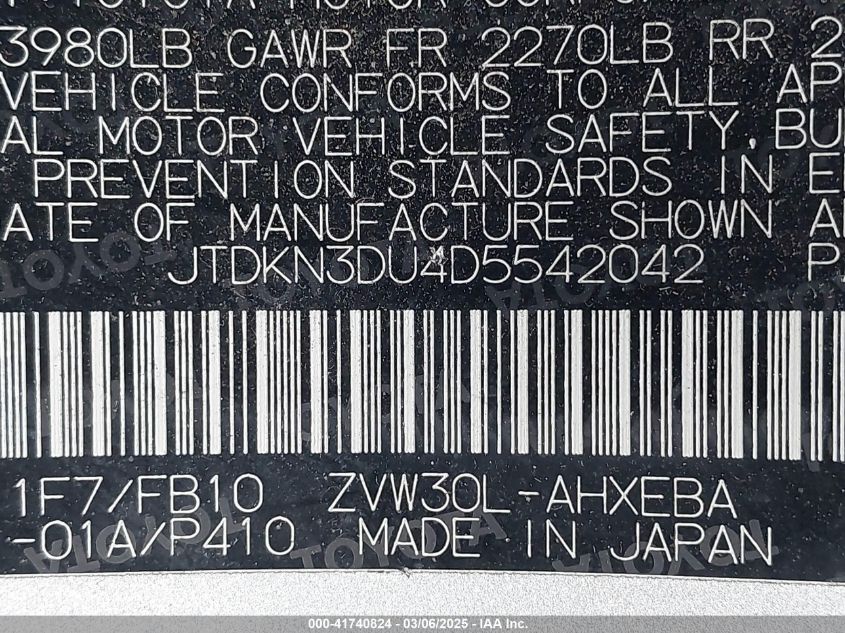 TOYOTA MOTOR
3980LB GAWR FR 2270LB RR 2
VEHICLE CONFORMS TO ALL AP
AL MOTOR VEHICLE SAFETY, BU
PREVENTION STANDARDS IN E
ATE OF MANUFACTURE SHOWN A
JTDKN3DU4D5542042 P
1F7/FB10 ZVW30L-AHXEBA
-01A/P410 MADE IN JAPAN
000-41740824 - 03/06/2025 - IAA Inc.